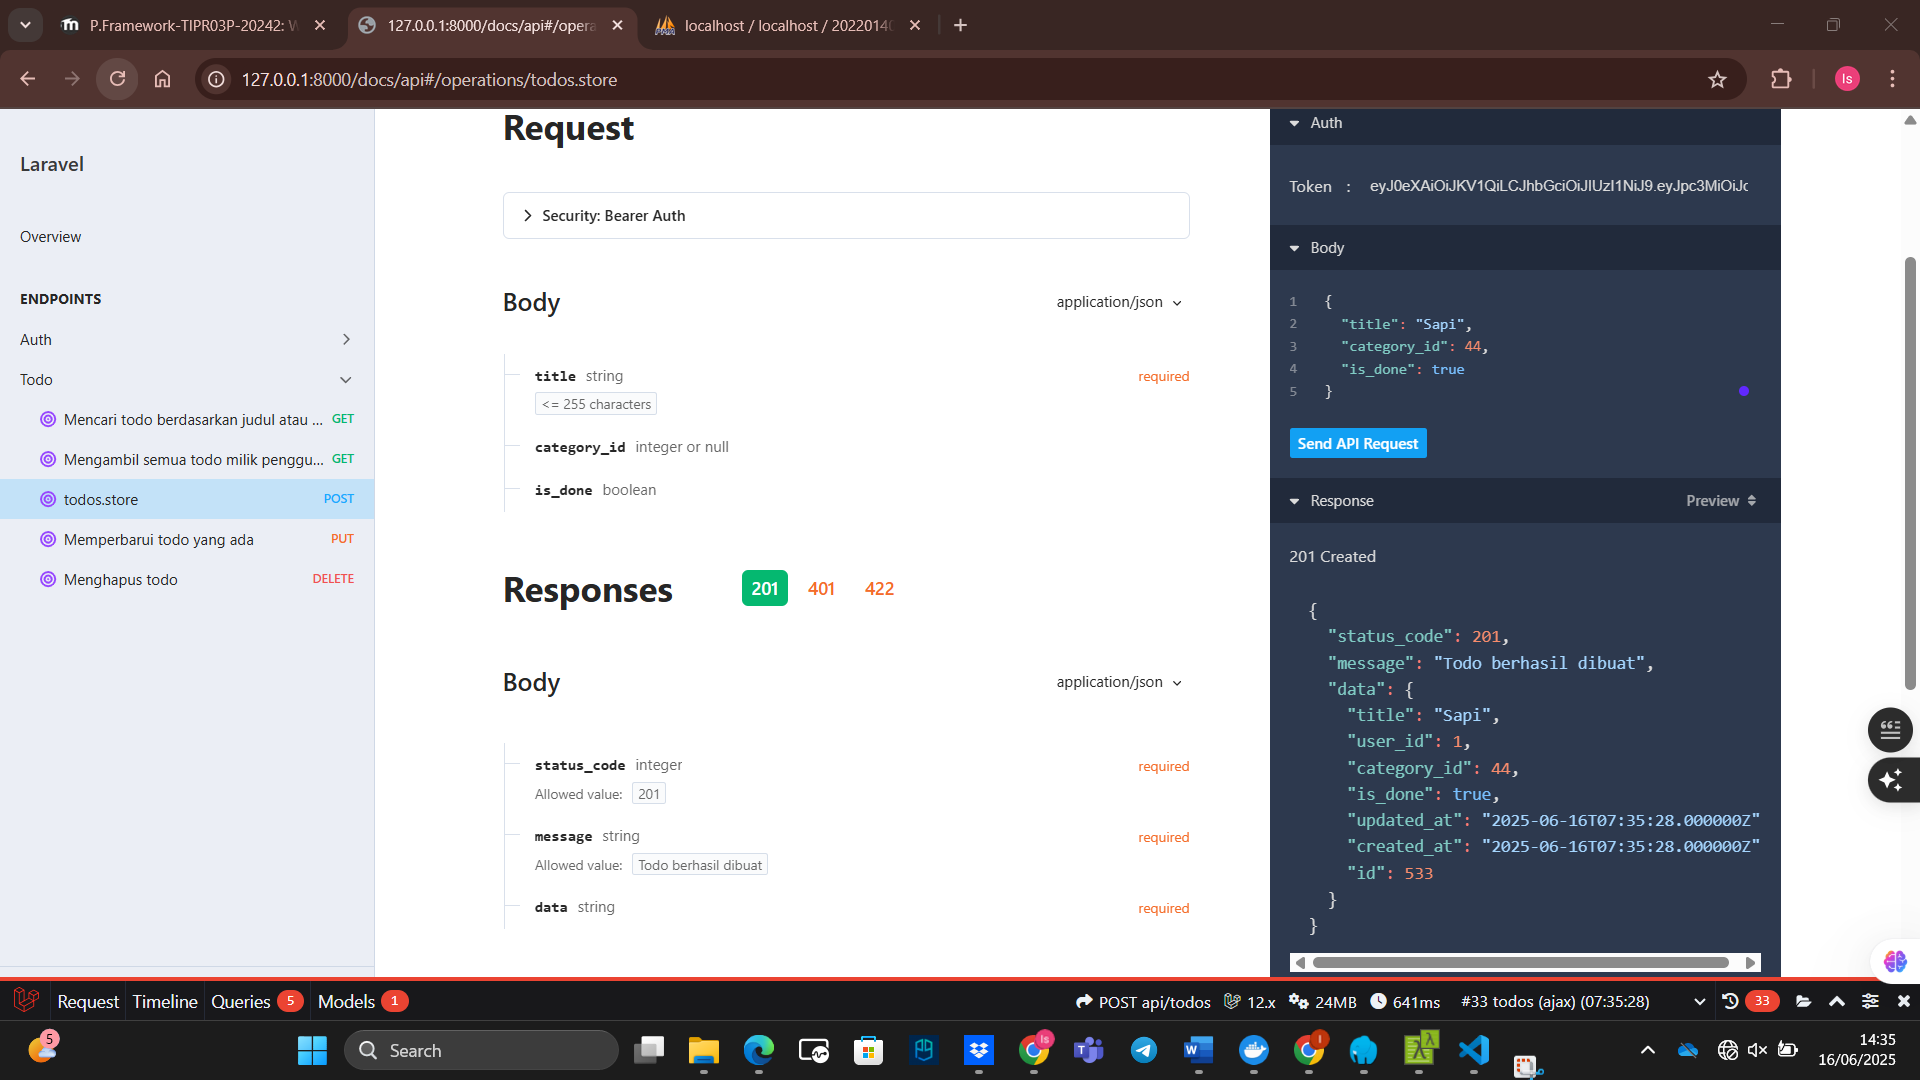 P.Framework-TIPR03P-20242: W
127.0.0.1:8000/docs/api#/opera
localhost / localhost / 20220140
127.0.0.1:8000/docs/api#/operations/todos.store
ls
Laravel
Overview
ENDPOINTS
Auth
Todo
Mencari todo berdasarkan judul atau ... GET
Mengambil semua todo milik penggu... GET
todos.store POST
Memperbarui todo yang ada PUT
Menghapus todo DELETE
Request
Security: Bearer Auth
Body application/json
title string required
<= 255 characters
category_id integer or null
is_done boolean
Responses 201 401 422
Body application/json
status_code integer required
Allowed value: 201
message string required
Allowed value: Todo berhasil dibuat
data string required
Auth
Token : eyJ0eXAiOiJKV1QiLCJhbGciOiJIUzI1NiJ9.eyJpc3MiOiJc
Body
1 {
2 "title": "Sapi",
3 "category_id": 44,
4 "is_done": true
5 }
Send API Request
Response Preview
201 Created
{
"status_code": 201,
"message": "Todo berhasil dibuat",
"data": {
"title": "Sapi",
"user_id": 1,
"category_id": 44,
"is_done": true,
"updated_at": "2025-06-16T07:35:28.000000Z"
"created_at": "2025-06-16T07:35:28.000000Z"
"id": 533
}
}
Request Timeline Queries 5 Models 1 POST api/todos 12.x 24MB 641ms #33 todos (ajax) (07:35:28) 33
5
Search
14:35
16/06/2025